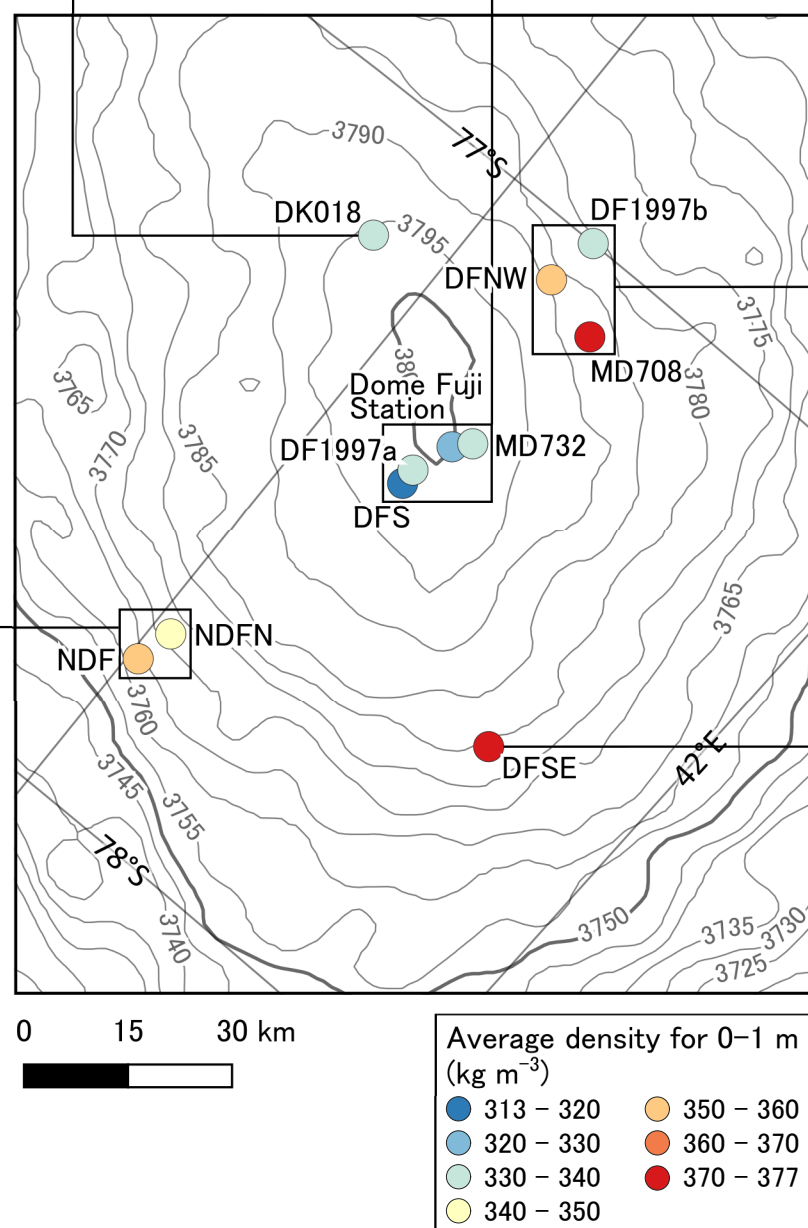 3790
77°S
DK018
DF1997b
3795
DFNW
3775
MD708
3780
3765
Dome Fuji
Station
3770
3785
DF1997a
MD732
DFS
3765
NDFN
NDF
3760
42°E
DFSE
3745
3755
78°S
3740
3750
3735
3730
3725
0 15 30 km
Average density for 0-1 m
(kg m⁻³)
313 - 320
350 - 360
320 - 330
360 - 370
330 - 340
370 - 377
340 - 350